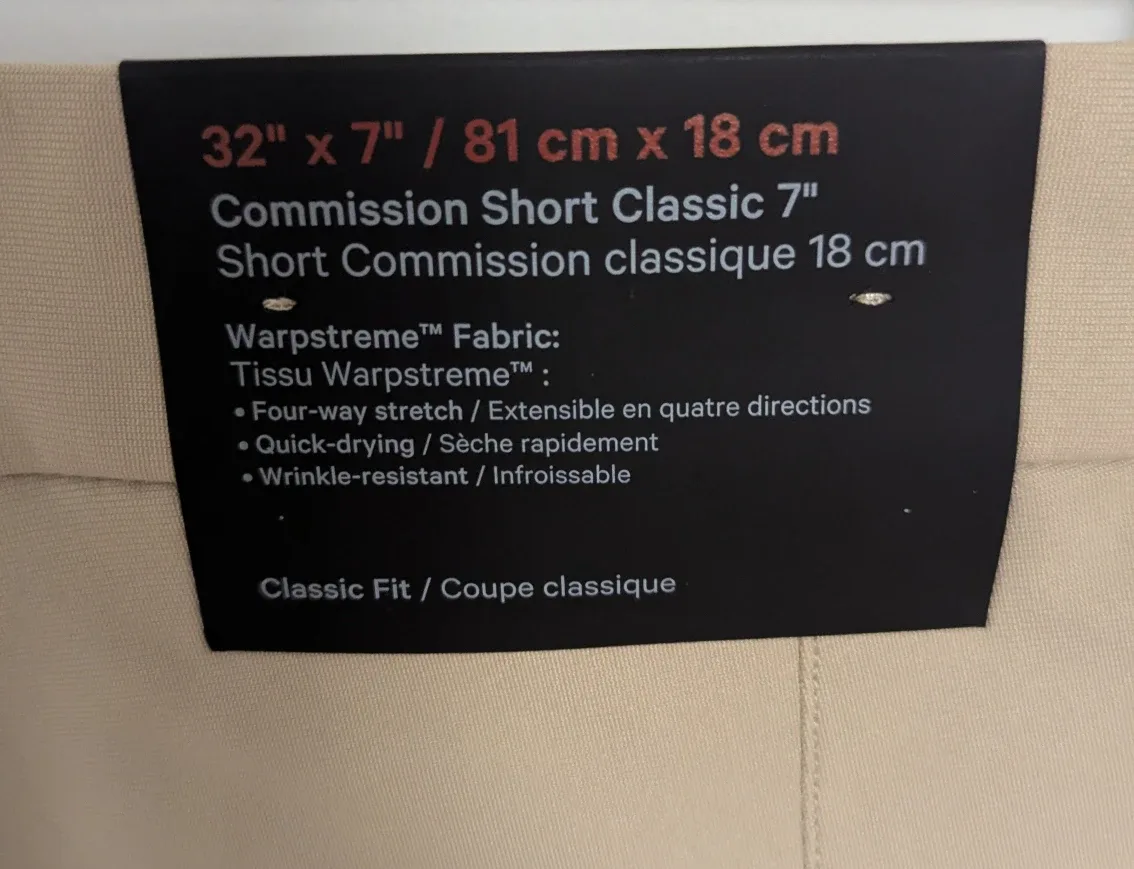 32" x 7" / 81 cm x 18 cm
Commission Short Classic 7"
Short Commission classique 18 cm
Warpstreme™ Fabric:
Tissu Warpstreme™ :
• Four-way stretch / Extensible en quatre directions
• Quick-drying / Sèche rapidement
• Wrinkle-resistant / Infroissable
Classic Fit / Coupe classique